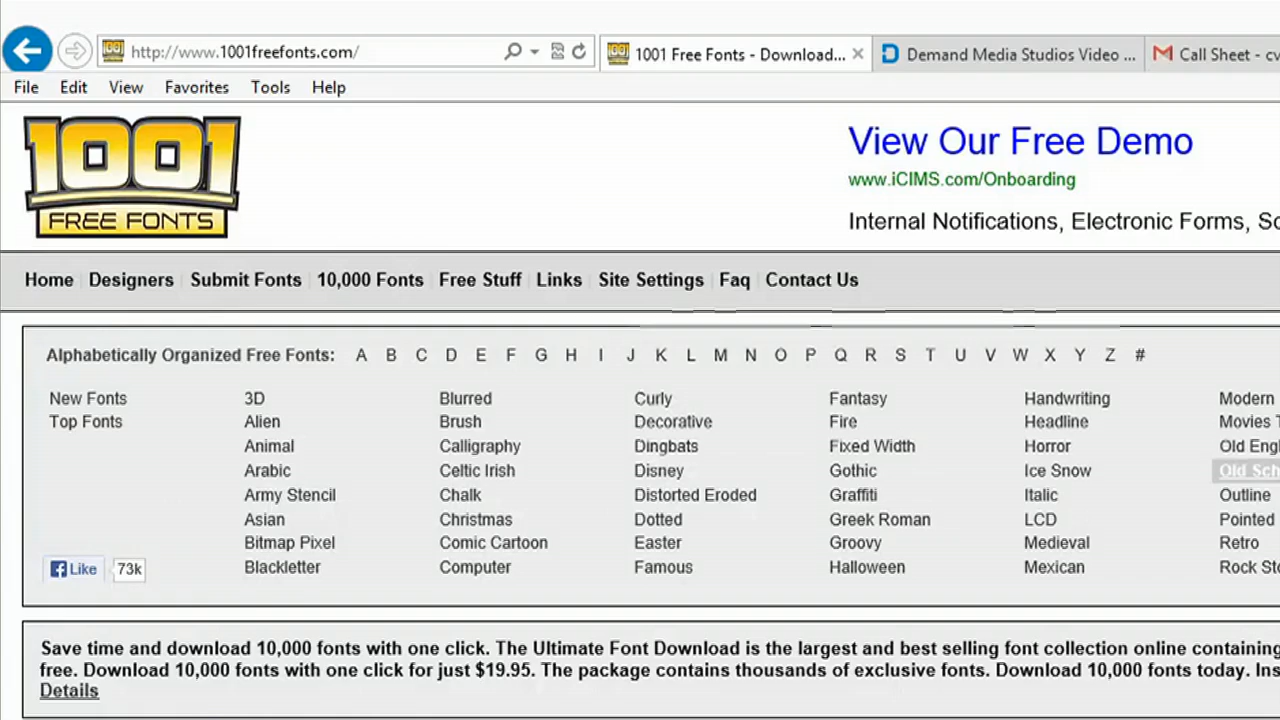 http://www.1001freefonts.com/
1001 Free Fonts - Download...
Demand Media Studios Video ...
Call Sheet - cv
File Edit View Favorites Tools Help
1001
FREE FONTS
View Our Free Demo
www.iCIMS.com/Onboarding
Internal Notifications, Electronic Forms, Sc
Home Designers Submit Fonts 10,000 Fonts Free Stuff Links Site Settings Faq Contact Us
Alphabetically Organized Free Fonts: A B C D E F G H I J K L M N O P Q R S T U V W X Y Z #
New Fonts 3D Blurred Curly Fantasy Handwriting Modern
Top Fonts Alien Brush Decorative Fire Headline Movies T
Animal Calligraphy Dingbats Fixed Width Horror Old Eng
Arabic Celtic Irish Disney Gothic Ice Snow Old Sch
Army Stencil Chalk Distorted Eroded Graffiti Italic Outline
Asian Christmas Dotted Greek Roman LCD Pointed
Bitmap Pixel Comic Cartoon Easter Groovy Medieval Retro
Like 73k Blackletter Computer Famous Halloween Mexican Rock Sto
Save time and download 10,000 fonts with one click. The Ultimate Font Download is the largest and best selling font collection online containing
free. Download 10,000 fonts with one click for just $19.95. The package contains thousands of exclusive fonts. Download 10,000 fonts today. Ins
Details